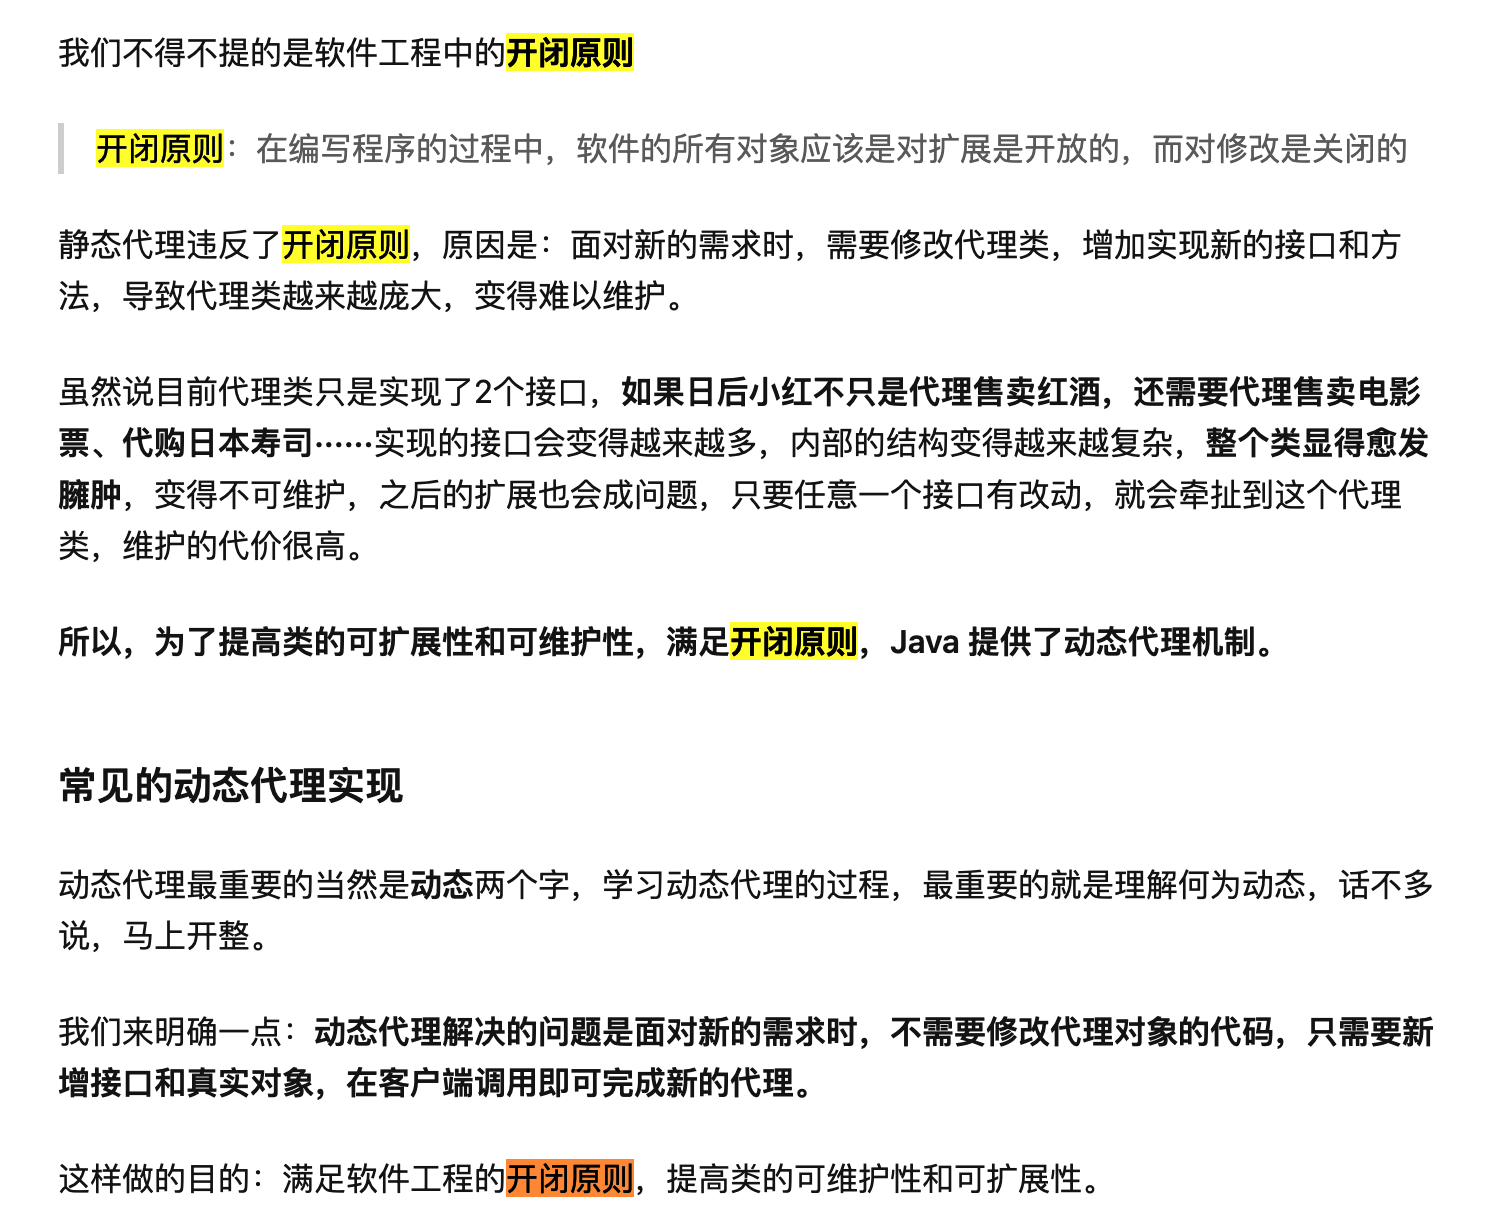 我们不得不提的是软件工程中的开闭原则
开闭原则：在编写程序的过程中，软件的所有对象应该是对扩展是开放的，而对修改是关闭的
静态代理违反了开闭原则，原因是：面对新的需求时，需要修改代理类，增加实现新的接口和方
法，导致代理类越来越庞大，变得难以维护。
虽然说目前代理类只是实现了2个接口，如果日后小红不只是代理售卖红酒，还需要代理售卖电影
票、代购日本寿司······实现的接口会变得越来越多，内部的结构变得越来越复杂，整个类显得愈发
臃肿，变得不可维护，之后的扩展也会成问题，只要任意一个接口有改动，就会牵扯到这个代理
类，维护的代价很高。
所以，为了提高类的可扩展性和可维护性，满足开闭原则，Java 提供了动态代理机制。
常见的动态代理实现
动态代理最重要的当然是动态两个字，学习动态代理的过程，最重要的就是理解何为动态，话不多
说，马上开整。
我们来明确一点：动态代理解决的问题是面对新的需求时，不需要修改代理对象的代码，只需要新
增接口和真实对象，在客户端调用即可完成新的代理。
这样做的目的：满足软件工程的开闭原则，提高类的可维护性和可扩展性。